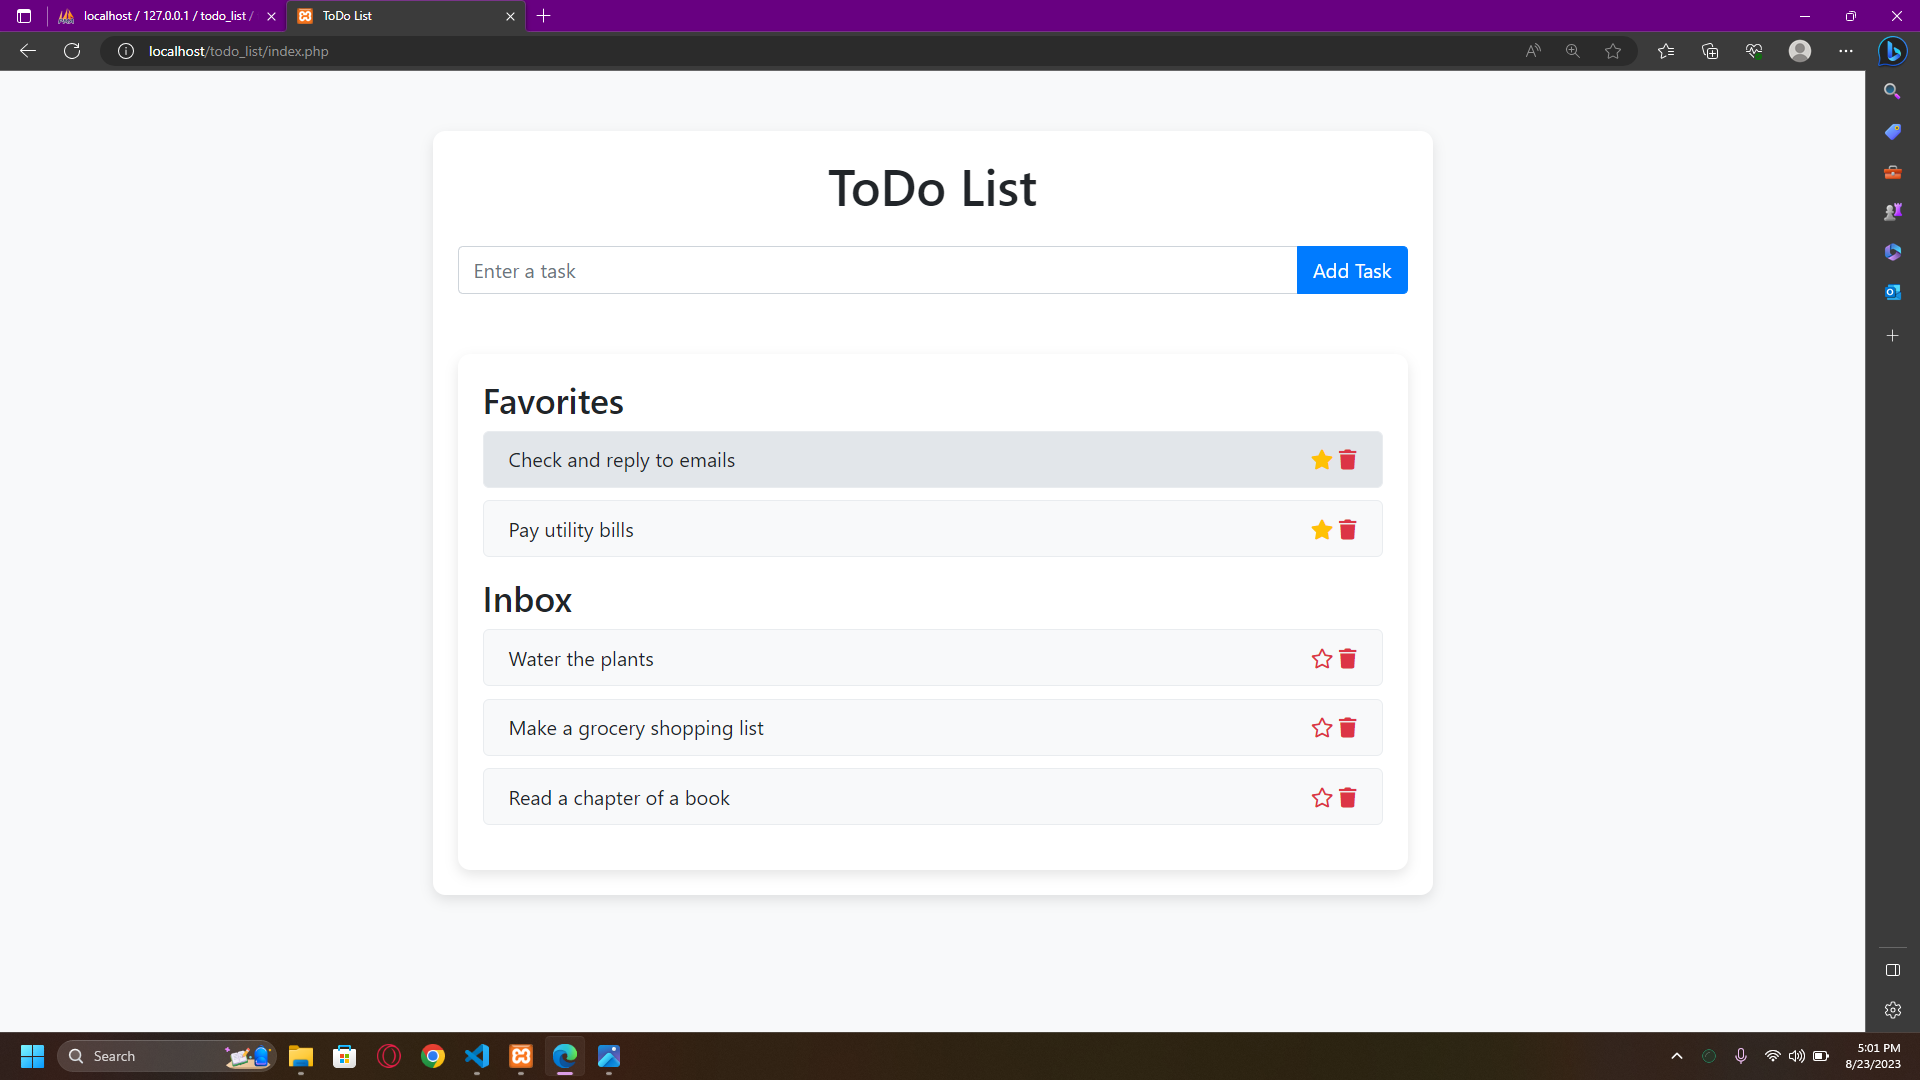 localhost / 127.0.0.1 / todo_list /
ToDo List
localhost/todo_list/index.php
ToDo List
Enter a task
Add Task
Favorites
Check and reply to emails
Pay utility bills
Inbox
Water the plants
Make a grocery shopping list
Read a chapter of a book
Search
5:01 PM
8/23/2023